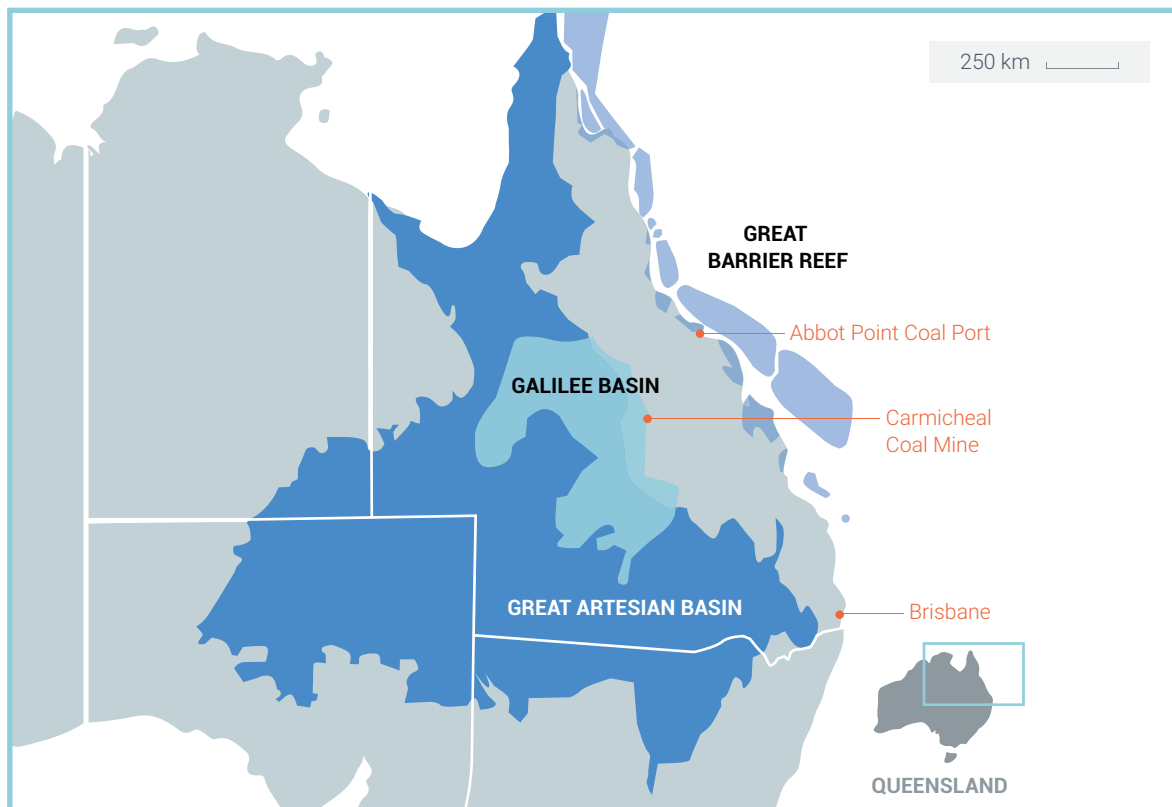 250 km
GREAT
BARRIER REEF
Abbot Point Coal Port
GALILEE BASIN
Carmicheal
Coal Mine
GREAT ARTESIAN BASIN
Brisbane
QUEENSLAND